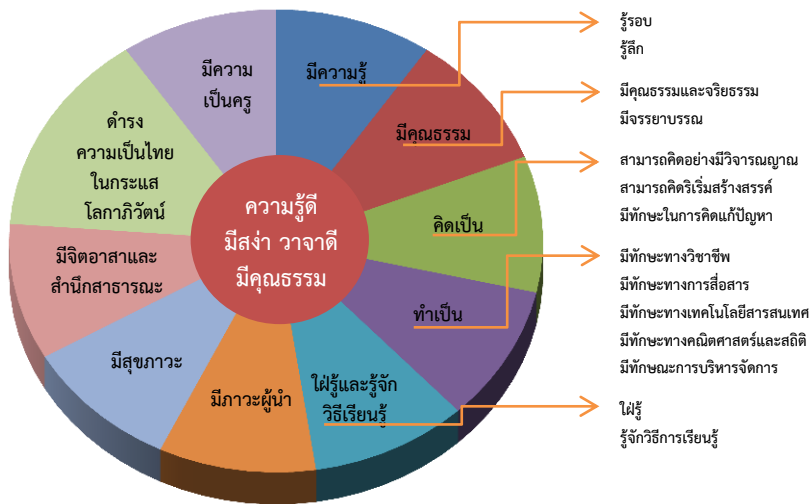 มีความรู้
รู้รอบ
รู้ลึก
มีคุณธรรม
มีคุณธรรมและจริยธรรม
มีจรรยาบรรณ
คิดเป็น
สามารถคิดอย่างมีวิจารณญาณ
สามารถคิดริเริ่มสร้างสรรค์
มีทักษะในการคิดแก้ปัญหา
ทำเป็น
มีทักษะทางวิชาชีพ
มีทักษะทางการสื่อสาร
มีทักษะทางเทคโนโลยีสารสนเทศ
มีทักษะทางคณิตศาสตร์และสถิติ
มีทักษณะการบริหารจัดการ
ใฝ่รู้และรู้จัก
วิธีเรียนรู้
ใฝ่รู้
รู้จักวิธีการเรียนรู้
มีภาวะผู้นำ
มีสุขภาวะ
มีจิตอาสาและ
สำนึกสาธารณะ
ดำรง
ความเป็นไทย
ในกระแส
โลกาภิวัตน์
มีความ
เป็นครู
ความรู้ดี
มีสง่า วาจาดี
มีคุณธรรม